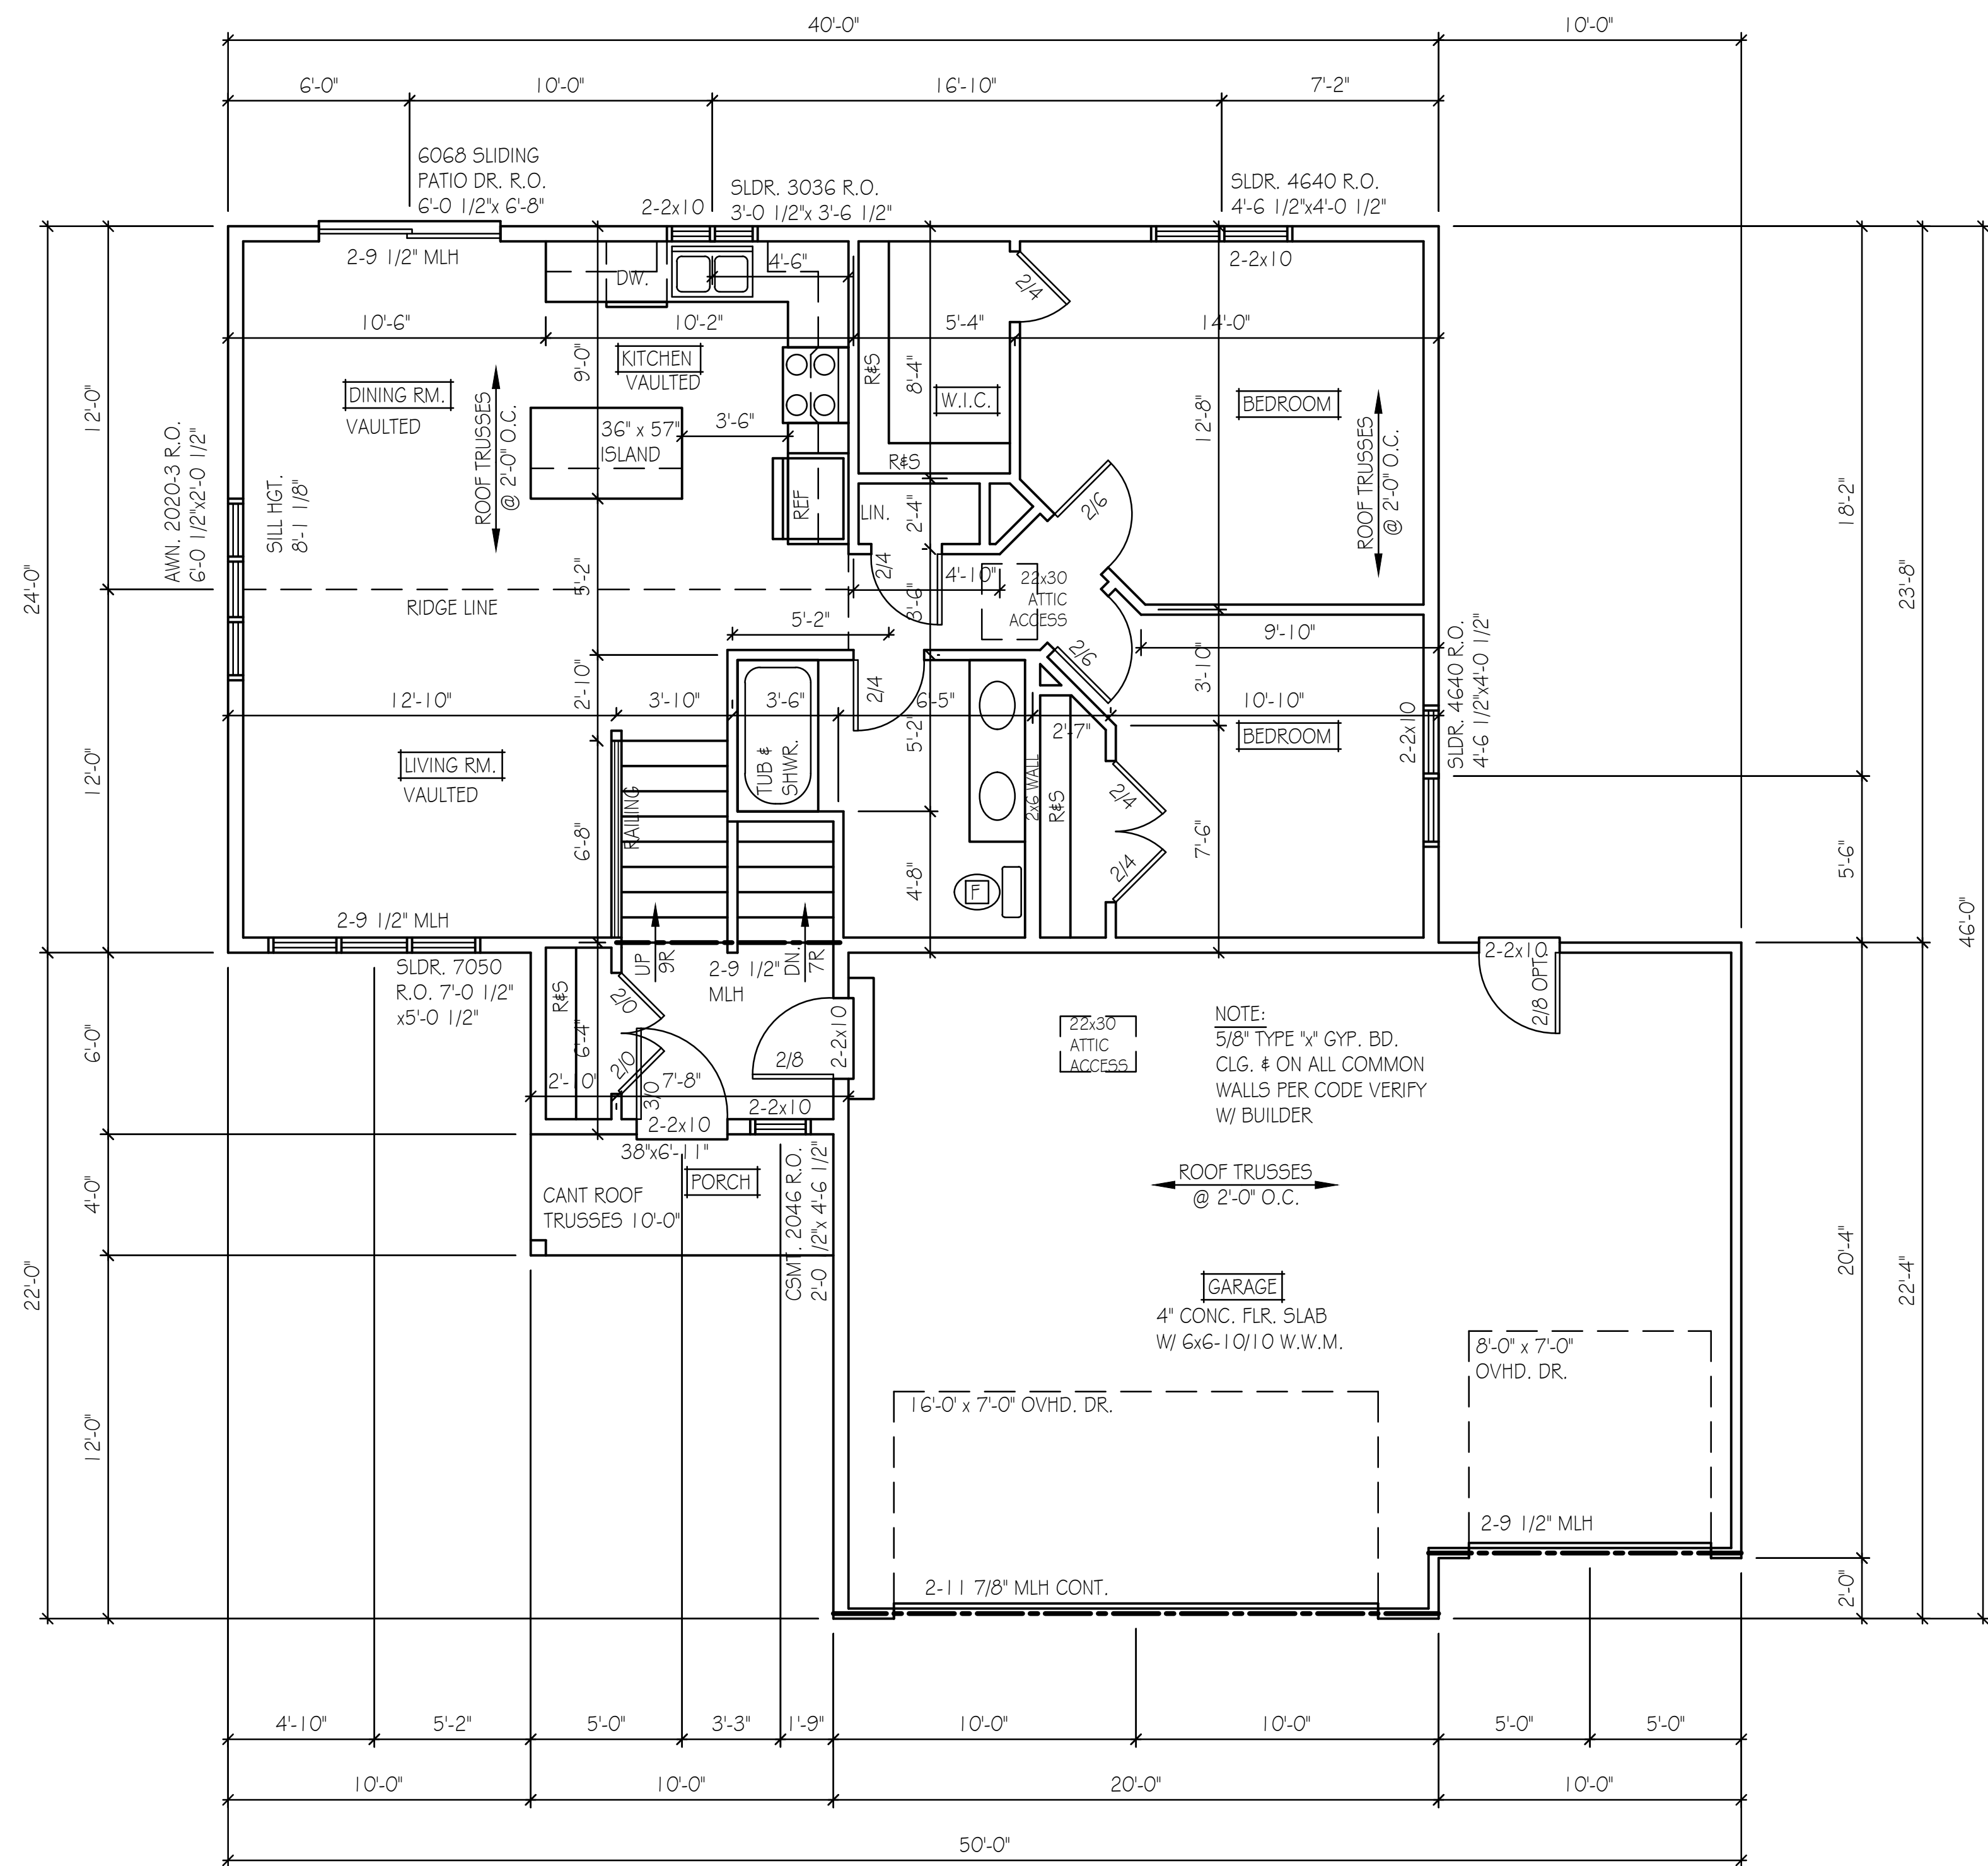 40'-0"
10'-0"
6'-0"
10'-0"
16'-10"
7'-2"
6068 SLIDING
PATIO DR. R.O.
6'-0 1/2"x 6'-8"
2-2x10
SLDR. 3036 R.O.
3'-0 1/2"x 3'-6 1/2"
SLDR. 4640 R.O.
4'-6 1/2"x4'-0 1/2"
2-9 1/2" MLH
DW.
4'-6"
2/4
2-2x10
10'-6"
10'-2"
5'-4"
14'-0"
9'-0"
KITCHEN
VAULTED
R&S
8'-4"
W.I.C.
R&S
DINING RM.
VAULTED
ROOF TRUSSES
@ 2'-0" O.C.
36" x 57"
ISLAND
3'-6"
REF
12'-8"
BEDROOM
ROOF TRUSSES
@ 2'-0" O.C.
12'-0"
24'-0"
AWN. 2020-3 R.O.
6'-0 1/2"x2'-0 1/2"
SILL HGT.
8'-1 1/8"
LIN.
2'-4"
2/6
18'-2"
23'-8"
46'-0"
RIDGE LINE
5'-2"
2/4
3'-6"
4'-10"
22x30
ATTIC
ACCESS
5'-2"
2/6
9'-10"
3'-10"
SLDR. 4640 R.O.
4'-6 1/2"x4'-0 1/2"
2-2x10
12'-10"
2'-10"
3'-10"
3'-6"
2/4
6'-5"
5'-2"
2'-7"
10'-10"
BEDROOM
12'-0"
LIVING RM.
VAULTED
6'-8"
RAILING
TUB &
SHWR.
2x6 WALL
R&S
2/4
2/4
7'-6"
5'-6"
4'-8"
F
2-9 1/2" MLH
SLDR. 7050
R.O. 7'-0 1/2"
x5'-0 1/2"
UP
9R
2-9 1/2"
MLH
DN.
7R
2-2x10
2/8 OPT.
R&S
2/0
2/0
6'-4"
2'-10"
7'-8"
3/0
2/8
2-2x10
2-2x10
2-2x10
38"x6'-11"
22x30
ATTIC
ACCESS
NOTE:
5/8" TYPE "x" GYP. BD.
CLG. & ON ALL COMMON
WALLS PER CODE VERIFY
W/ BUILDER
6'-0"
4'-0"
22'-0"
12'-0"
PORCH
CANT ROOF
TRUSSES 10'-0"
CSMT. 2046 R.O.
2'-0 /2"x 4'-6 1/2"
ROOF TRUSSES
@ 2'-0" O.C.
GARAGE
4" CONC. FLR. SLAB
W/ 6x6-10/10 W.W.M.
20'-4"
22'-4"
8'-0" x 7'-0"
OVHD. DR.
16'-0' x 7'-0" OVHD. DR.
2-9 1/2" MLH
2-11 7/8" MLH CONT.
2'-0"
4'-10"
5'-2"
5'-0"
3'-3"
1'-9"
10'-0"
10'-0"
5'-0"
5'-0"
10'-0"
10'-0"
20'-0"
10'-0"
50'-0"